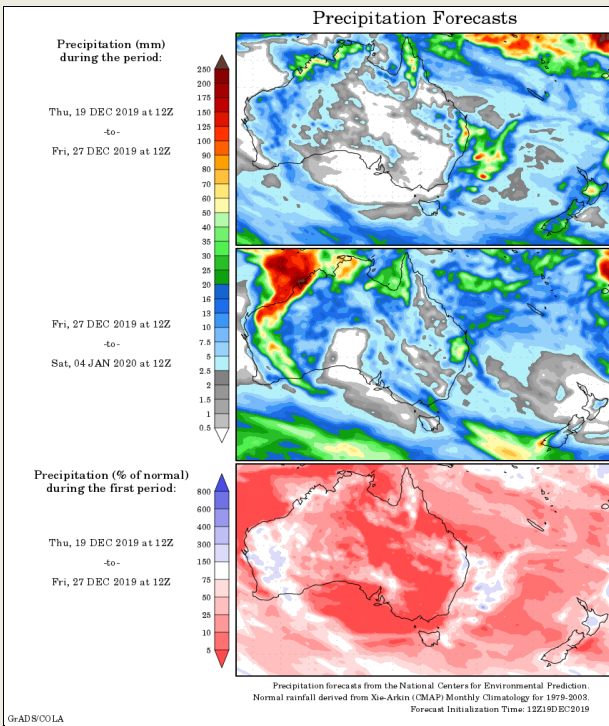 Precipitation Forecasts
Precipitation (mm)
during the period:
Thu, 19 DEC 2019 at 12Z
-to-
Fri, 27 DEC 2019 at 12Z
250
200
175
150
125
100
90
80
70
60
50
40
35
30
25
20
16
13
10
7.5
5
2.5
2
1.5
1
0.5
Fri, 27 DEC 2019 at 12Z
-to-
Sat, 04 JAN 2020 at 12Z
Precipitation (% of normal)
during the first period:
Thu, 19 DEC 2019 at 12Z
-to-
Fri, 27 DEC 2019 at 12Z
800
600
400
300
150
75
50
25
10
5
Precipitation forecasts from the National Centers for Environmental Prediction.
Normal rainfall derived from Xie-Arkin (CMAP) Monthly Climatology for 1979-2003.
Forecast Initialization Time: 12Z19DEC2019
GrADS/COLA